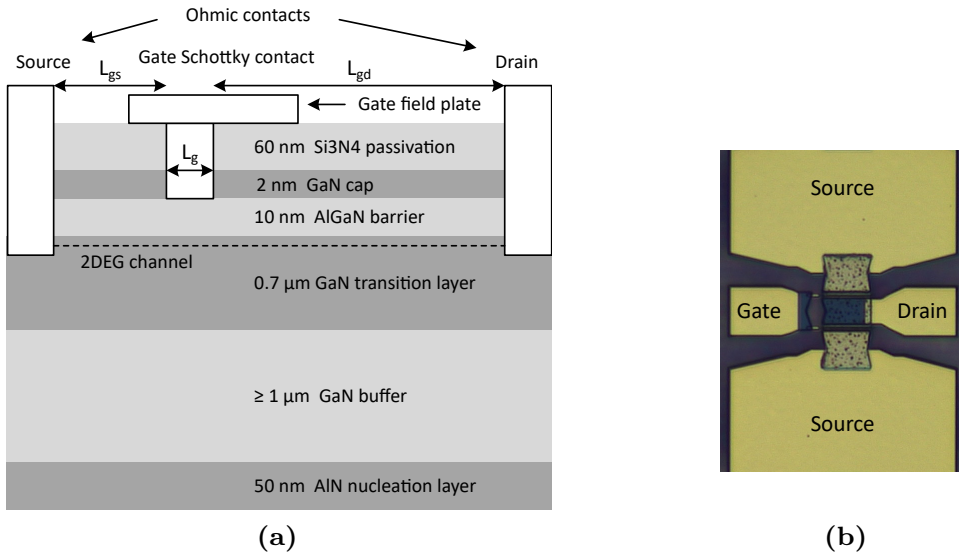 Ohmic contacts
Source
Gate Schottky contact
Drain
L_gs
L_gd
Gate field plate
L_g
60 nm Si3N4 passivation
2 nm GaN cap
10 nm AlGaN barrier
2DEG channel
0.7 µm GaN transition layer
≥ 1 µm GaN buffer
50 nm AlN nucleation layer
(a)
Source
Gate
Drain
Source
(b)